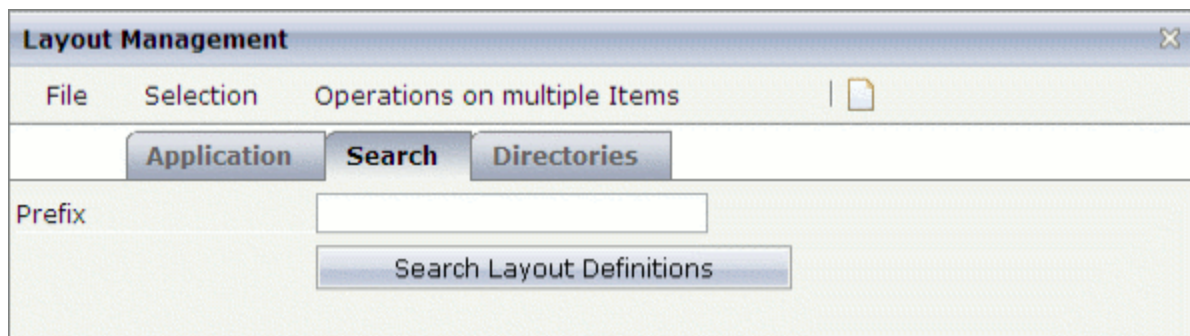 Layout Management
File Selection Operations on multiple Items
Application Search Directories
Prefix
Search Layout Definitions